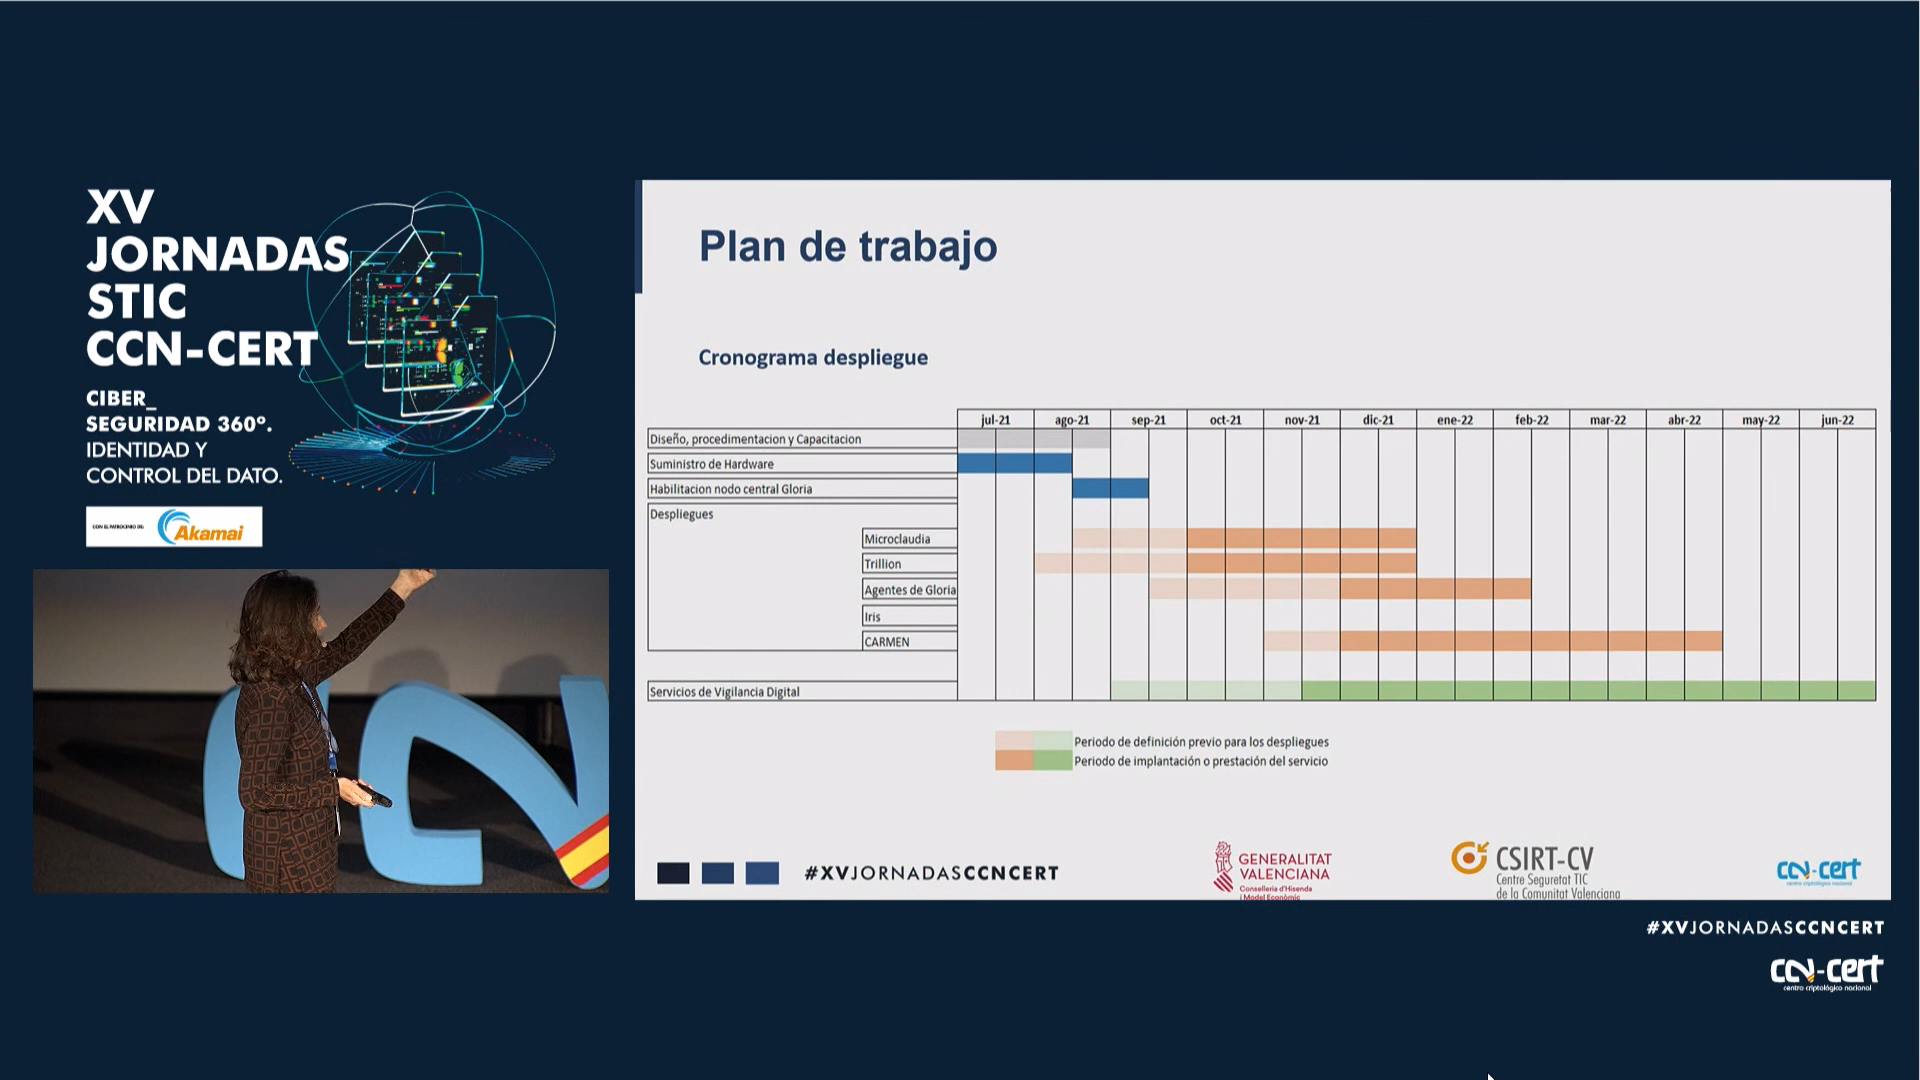 XV
JORNADAS
STIC
CCN-CERT
CIBER_
SEGURIDAD 360º.
IDENTIDAD Y
CONTROL DEL DATO.
CON EL PATROCINIO DE:
Akamai
Plan de trabajo
Cronograma despliegue
jul-21 ago-21 sep-21 oct-21 nov-21 dic-21 ene-22 feb-22 mar-22 abr-22 may-22 jun-22
Diseño, procedimentacion y Capacitacion
Suministro de Hardware
Habilitacion nodo central Gloria
Despliegues
Microclaudia
Trillion
Agentes de Gloria
Iris
CARMEN
Servicios de Vigilancia Digital
Periodo de definición previo para los despliegues
Periodo de implantación o prestación del servicio
#XVJORNADASCCNCERT
GENERALITAT
VALENCIANA
Conselleria d'Hisenda
i Model Econòmic
CSIRT-CV
Centre Seguretat TIC
de la Comunitat Valenciana
ccn-cert
centro criptológico nacional
#XVJORNADASCCNCERT
ccn-cert
centro criptológico nacional